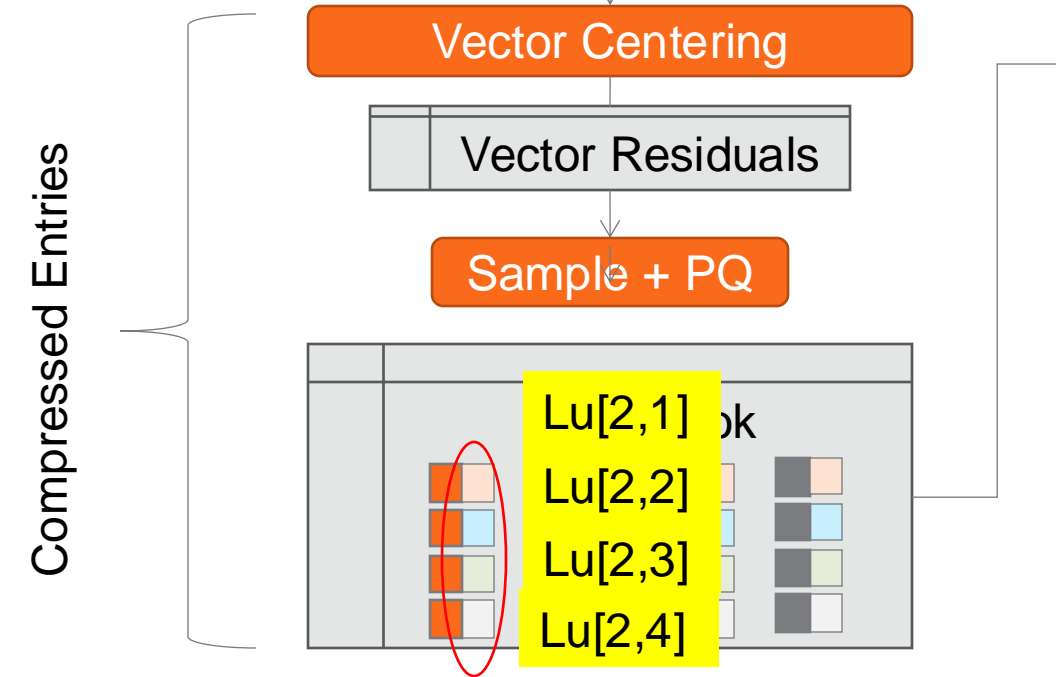 Vector Centering
Vector Residuals
Compressed Entries
Sample + PQ
Lu[2,1]
Lu[2,2]
Lu[2,3]
Lu[2,4]